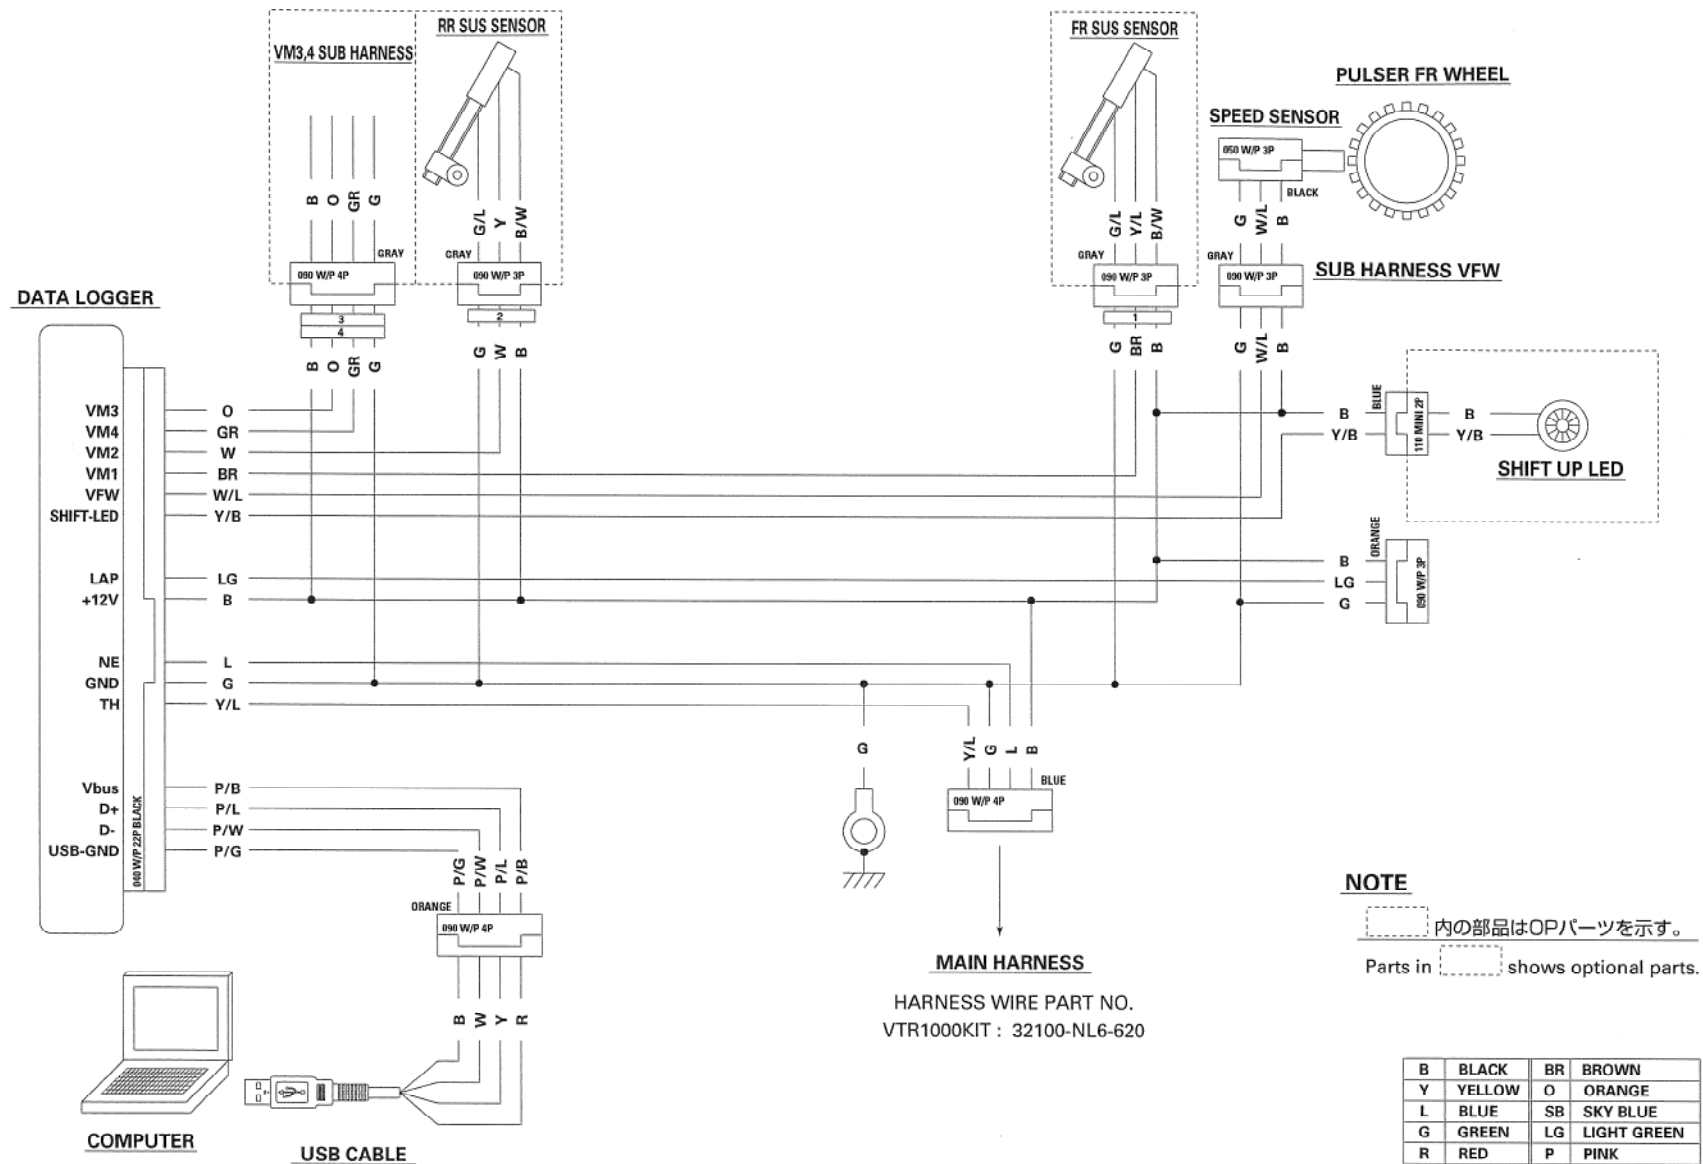 RR SUS SENSOR
VM3,4 SUB HARNESS
B O GR G
G/L Y B/W
GRAY
090 W/P 4P
GRAY
090 W/P 3P
3
4
2
B O GR G
G W B
FR SUS SENSOR
PULSER FR WHEEL
SPEED SENSOR
050 W/P 3P
BLACK
G/L Y/L B/W
G W/L B
GRAY
090 W/P 3P
GRAY
090 W/P 3P
SUB HARNESS VFW
1
G BR B
G W/L B
DATA LOGGER
VM3 O
VM4 GR
VM2 W
VM1 BR
VFW W/L
SHIFT-LED Y/B
LAP LG
+12V B
NE L
GND G
TH Y/L
Vbus P/B
D+ P/L
D- P/W
USB-GND P/G
040 W/P 22P BLACK
BLUE
B
Y/B
110 MINI 2P
B
Y/B
SHIFT UP LED
ORANGE
B
LG
G
090 W/P 3P
G
Y/L G L B
BLUE
090 W/P 4P
P/G P/W P/L P/B
ORANGE
090 W/P 4P
B W Y R
MAIN HARNESS
HARNESS WIRE PART NO.
VTR1000KIT : 32100-NL6-620
NOTE
内の部品はOPパーツを示す。
Parts in shows optional parts.
COMPUTER
USB CABLE
B BLACK BR BROWN
Y YELLOW O ORANGE
L BLUE SB SKY BLUE
G GREEN LG LIGHT GREEN
R RED P PINK